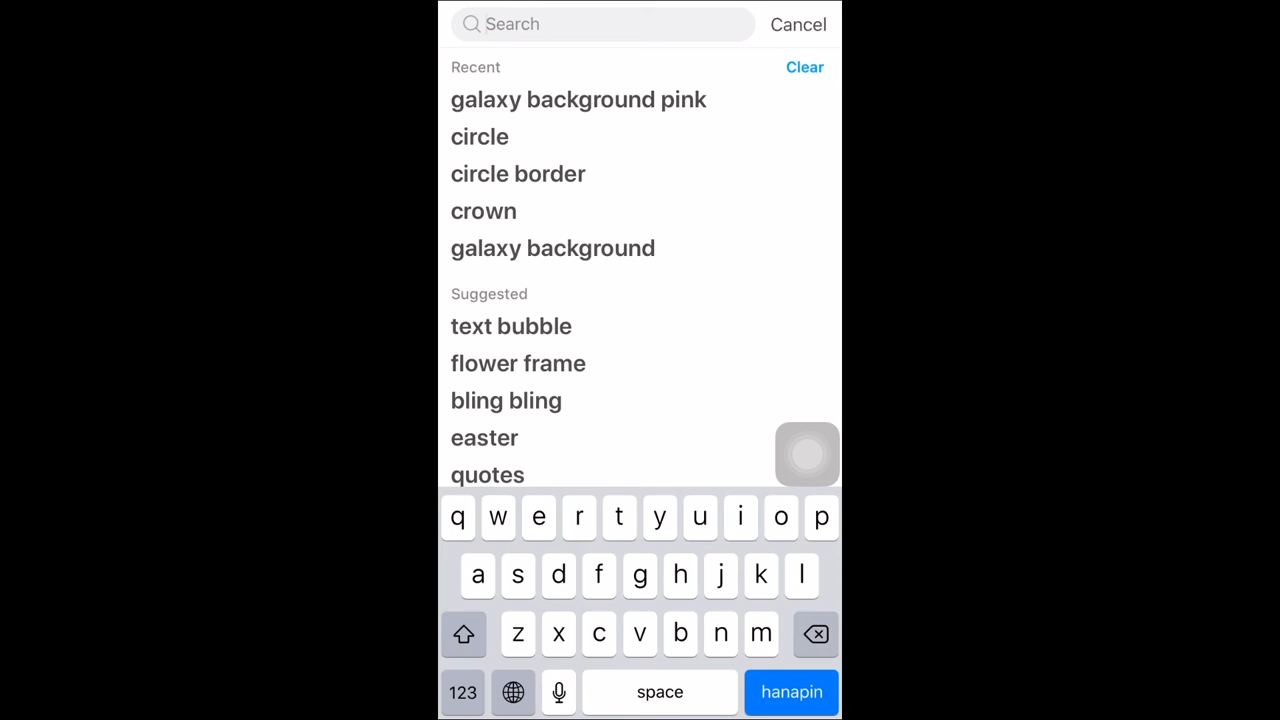 Search Cancel
Recent Clear
galaxy background pink
circle
circle border
crown
galaxy background
Suggested
text bubble
flower frame
bling bling
easter
quotes
q w e r t y u i o p
a s d f g h j k l
z x c v b n m
123 space hanapin